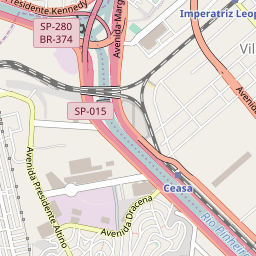 Imperatriz Leop
SP-280
BR-374
Presidente Kennedy
Avenida Marg
Vil
Avenida
SP-015
Ceasa
Avenida Presidente Altino
Avenida Dracena
Rio Pinheiro